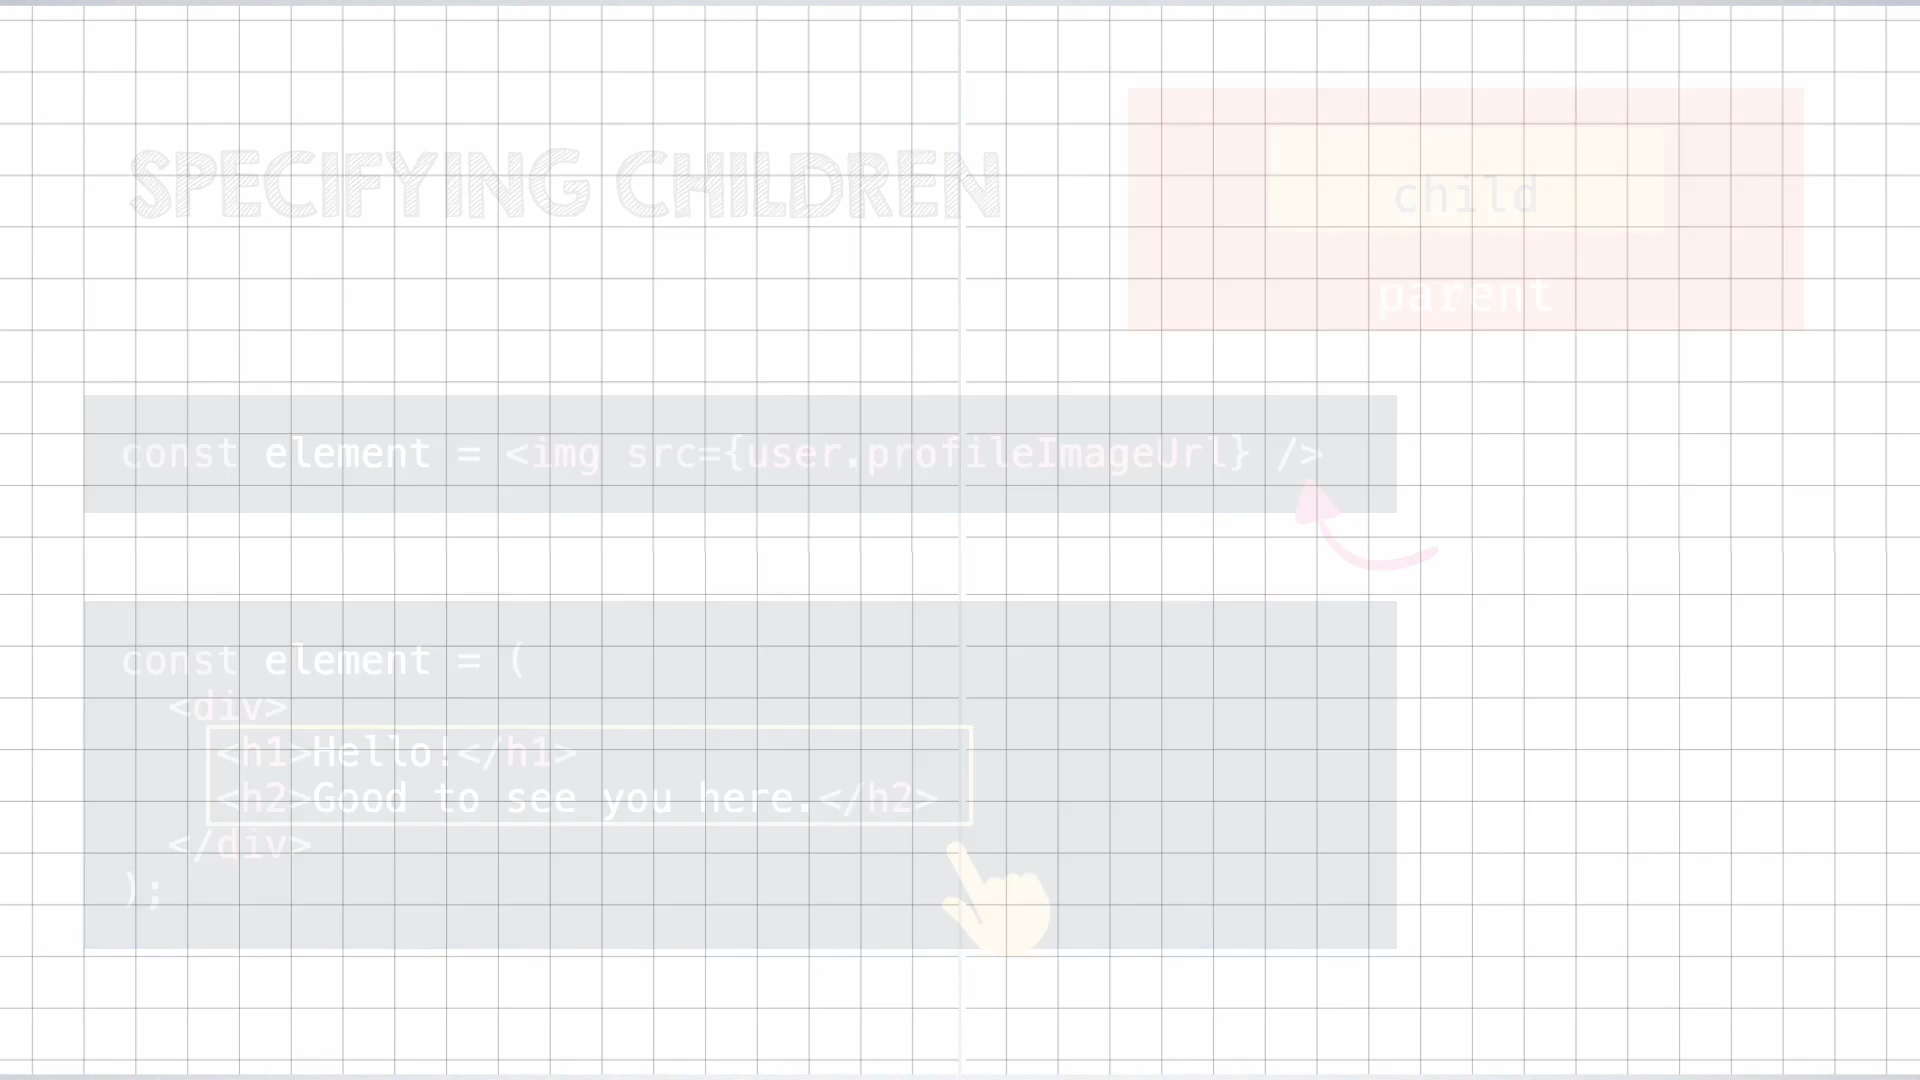 SPECIFYING CHILDREN
child
parent
const element = <img src={user.profileImageUrl} />
const element = (
<div>
<h1>Hello!</h1>
<h2>Good to see you here.</h2>
</div>
);